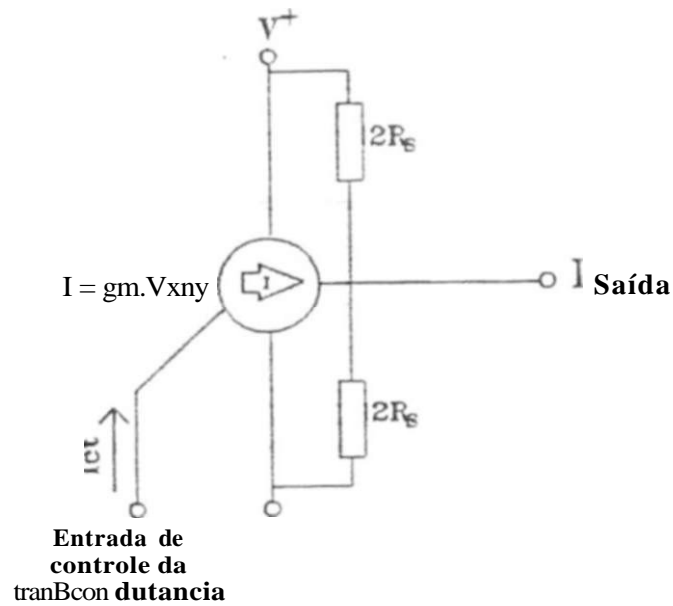 V⁺
2Rs
I = gm.Vxny
I
I Saída
2Rs
Ict
Entrada de
controle da
tranBcon dutancia